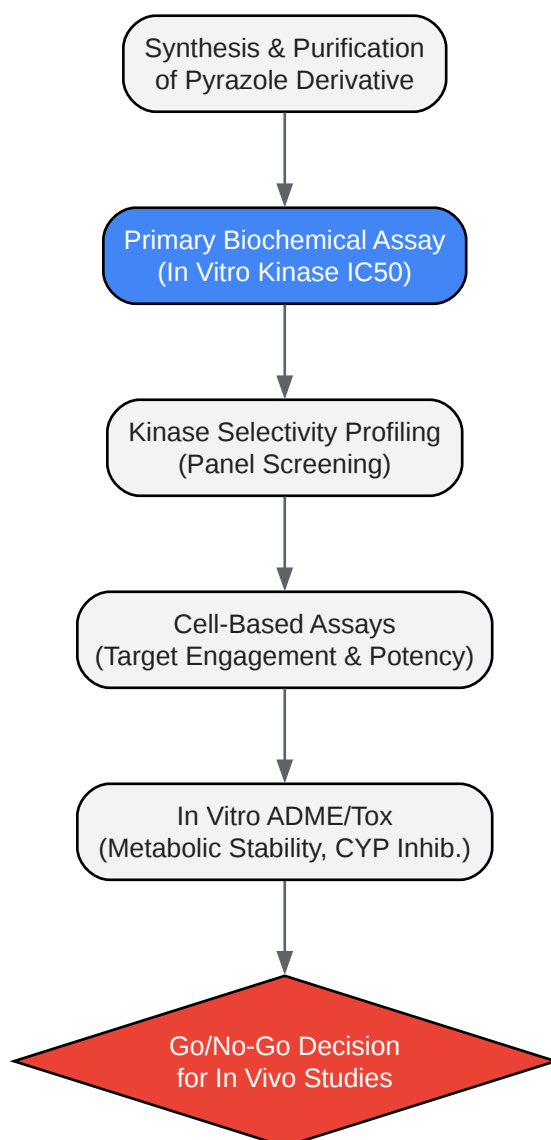 Synthesis & Purification
of Pyrazole Derivative
Primary Biochemical Assay
(In Vitro Kinase IC50)
Kinase Selectivity Profiling
(Panel Screening)
Cell-Based Assays
(Target Engagement & Potency)
In Vitro ADME/Tox
(Metabolic Stability, CYP Inhib.)
Go/No-Go Decision
for In Vivo Studies